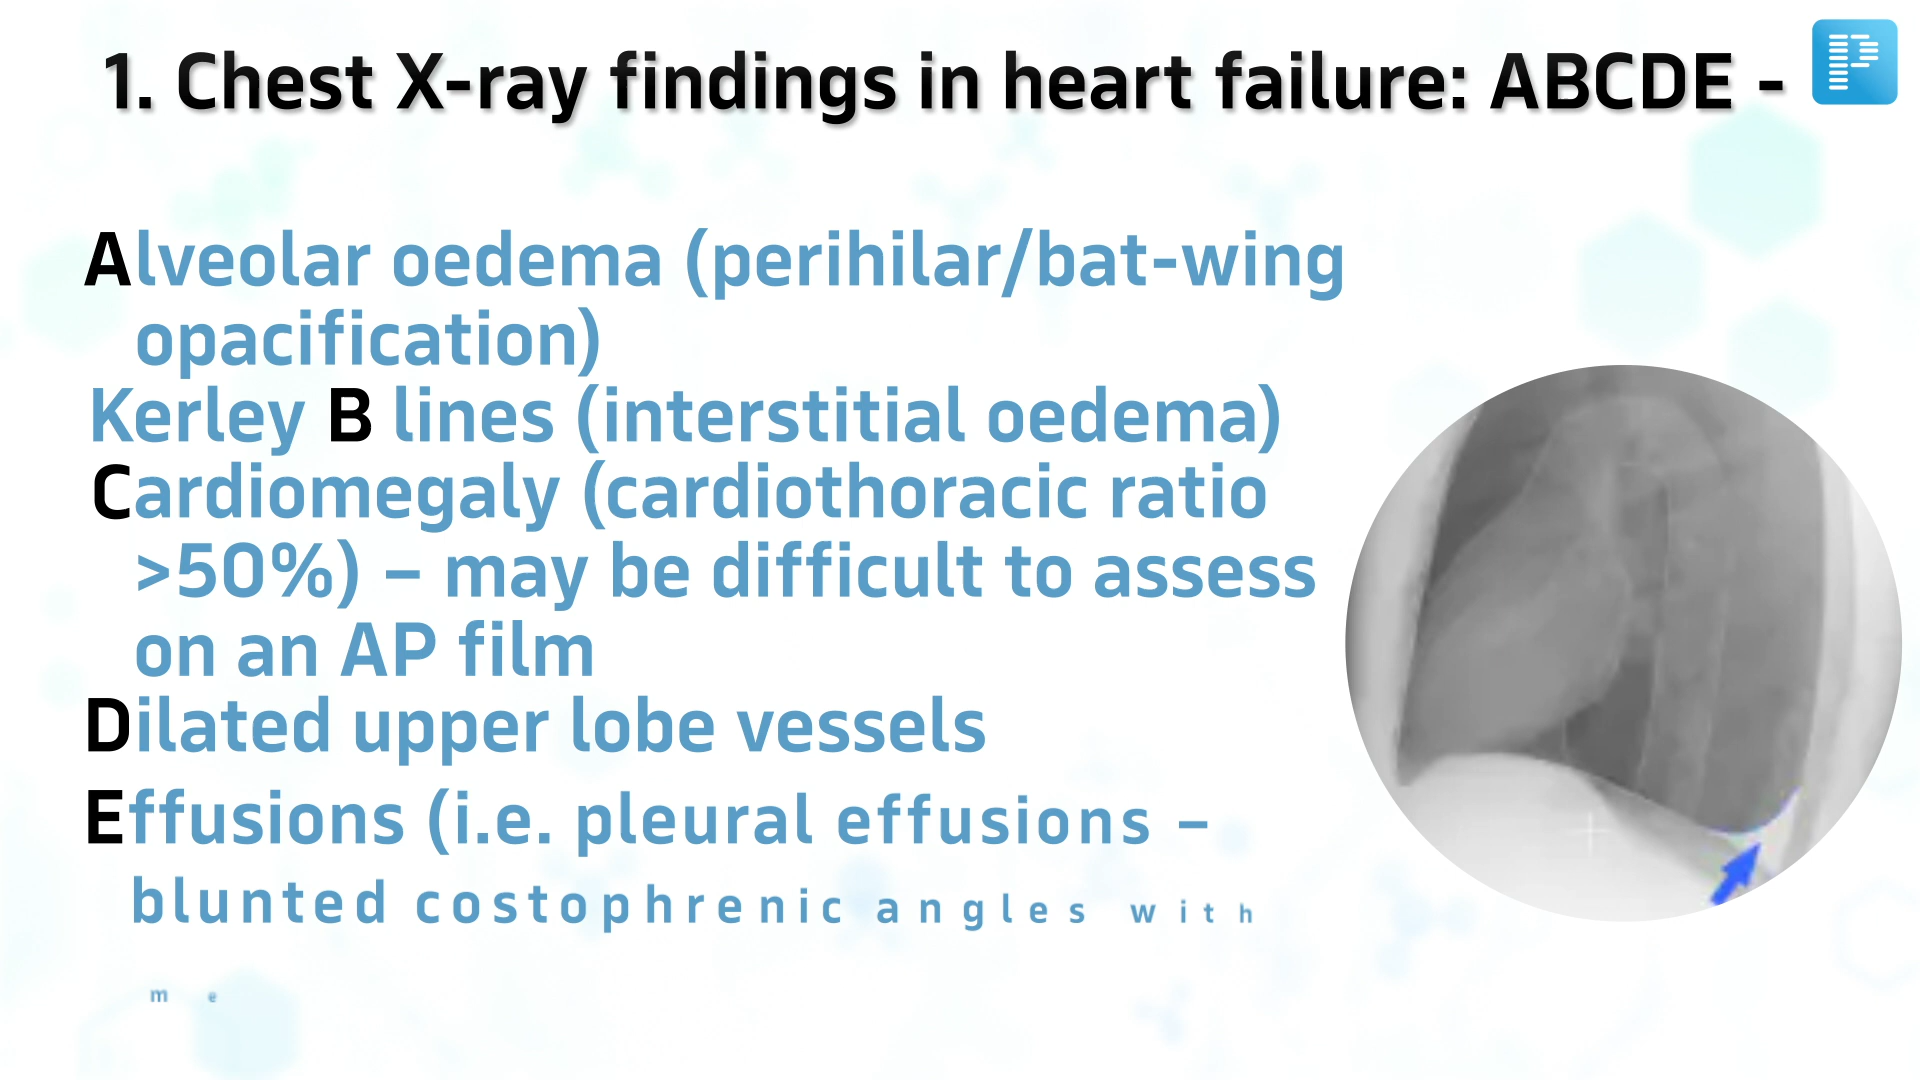 1. Chest X-ray findings in heart failure: ABCDE -
Alveolar oedema (perihilar/bat-wing
opacification)
Kerley B lines (interstitial oedema)
Cardiomegaly (cardiothoracic ratio
>50%) – may be difficult to assess
on an AP film
Dilated upper lobe vessels
Effusions (i.e. pleural effusions –
blunted costophrenic angles with
me